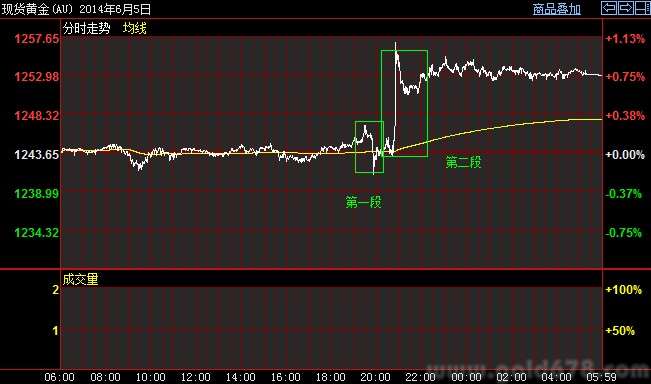 现货黄金(AU) 2014年6月5日 商品叠加
分时走势 均线
1257.65 +1.13%
1252.98 +0.75%
1248.32 +0.38%
1243.65 +0.00%
第二段
1238.99 -0.37%
第一段
1234.32 -0.75%
成交量
2 +100%
1 +50%
www.gold678.com
06:00 08:00 10:00 12:00 14:00 16:00 18:00 20:00 22:00 00:00 02:00 04:00 05:59